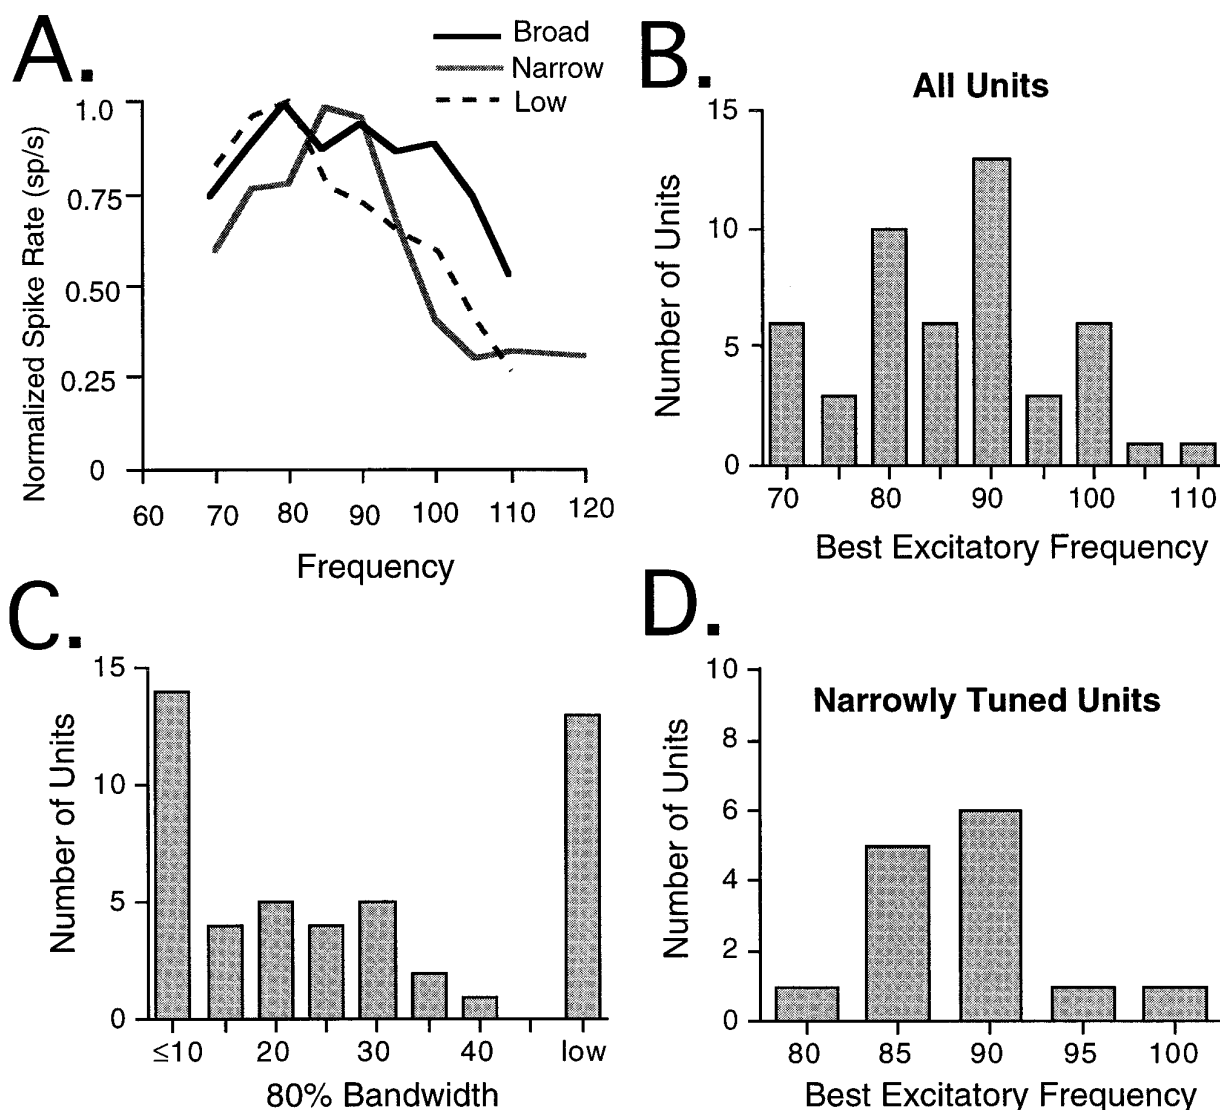 A.
Broad
Narrow
Low
Normalized Spike Rate (sp/s)
1.0
0.75
0.50
0.25
0
60 70 80 90 100 110 120
Frequency
B.
All Units
Number of Units
15
10
5
0
70 80 90 100 110
Best Excitatory Frequency
C.
Number of Units
15
10
5
0
≤10 20 30 40 low
80% Bandwidth
D.
Narrowly Tuned Units
Number of Units
10
8
6
4
2
0
80 85 90 95 100
Best Excitatory Frequency